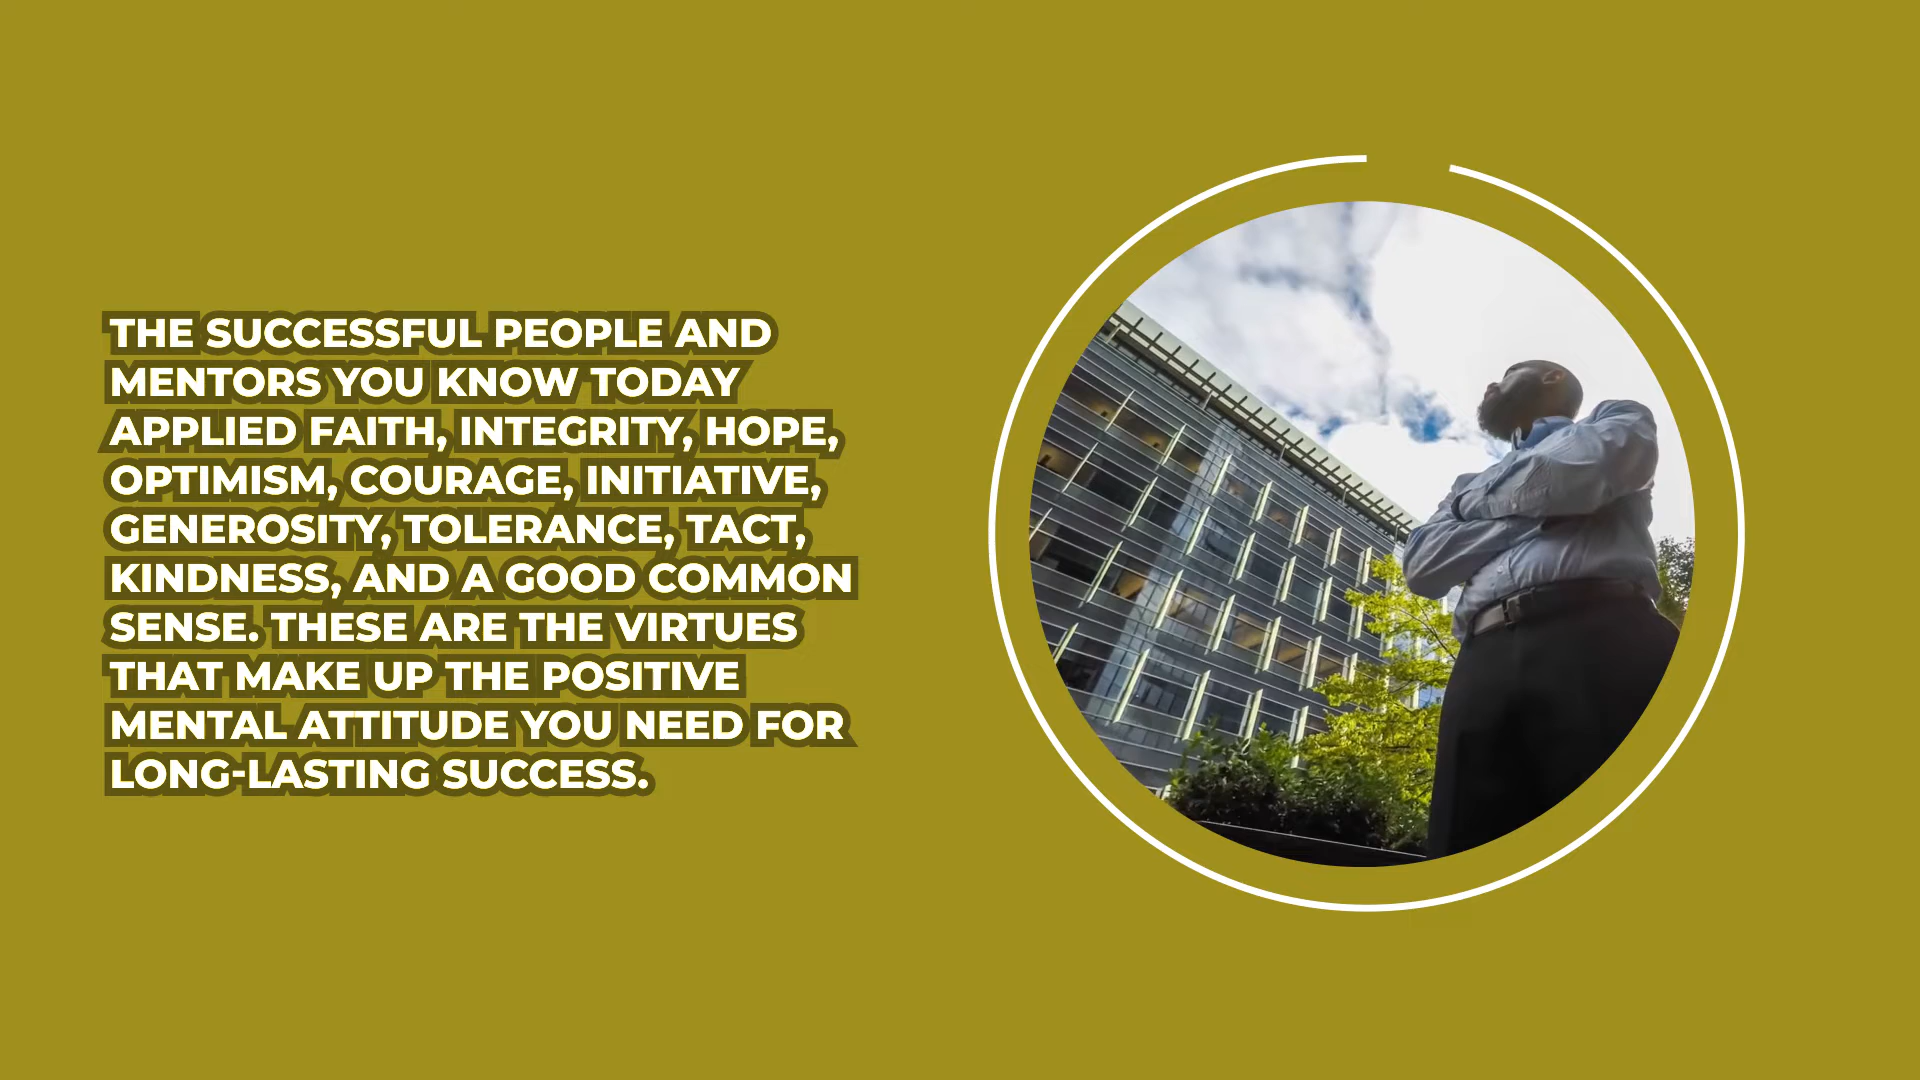 THE SUCCESSFUL PEOPLE AND
MENTORS YOU KNOW TODAY
APPLIED FAITH, INTEGRITY, HOPE,
OPTIMISM, COURAGE, INITIATIVE,
GENEROSITY, TOLERANCE, TACT,
KINDNESS, AND A GOOD COMMON
SENSE. THESE ARE THE VIRTUES
THAT MAKE UP THE POSITIVE
MENTAL ATTITUDE YOU NEED FOR
LONG-LASTING SUCCESS.